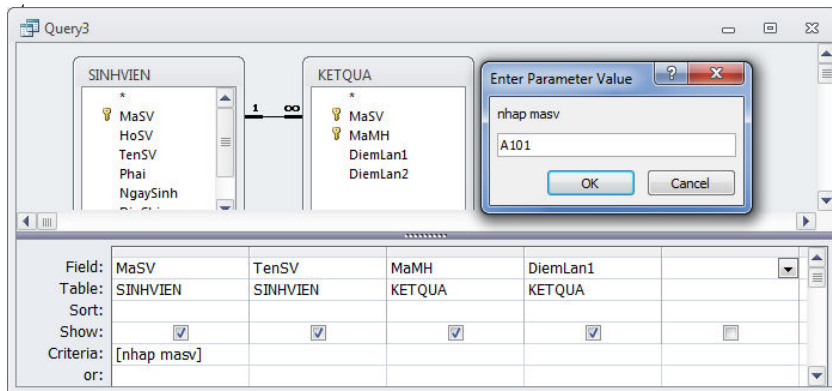 Query3
SINHVIEN
*
MaSV
HoSV
TenSV
Phai
NgaySinh
1 ∞
KETQUA
*
MaSV
MaMH
DiemLan1
DiemLan2
Enter Parameter Value
?
nhap masv
A101
OK Cancel
Field: MaSV TenSV MaMH DiemLan1
Table: SINHVIEN SINHVIEN KETQUA KETQUA
Sort:
Show:
Criteria: [nhap masv]
or: